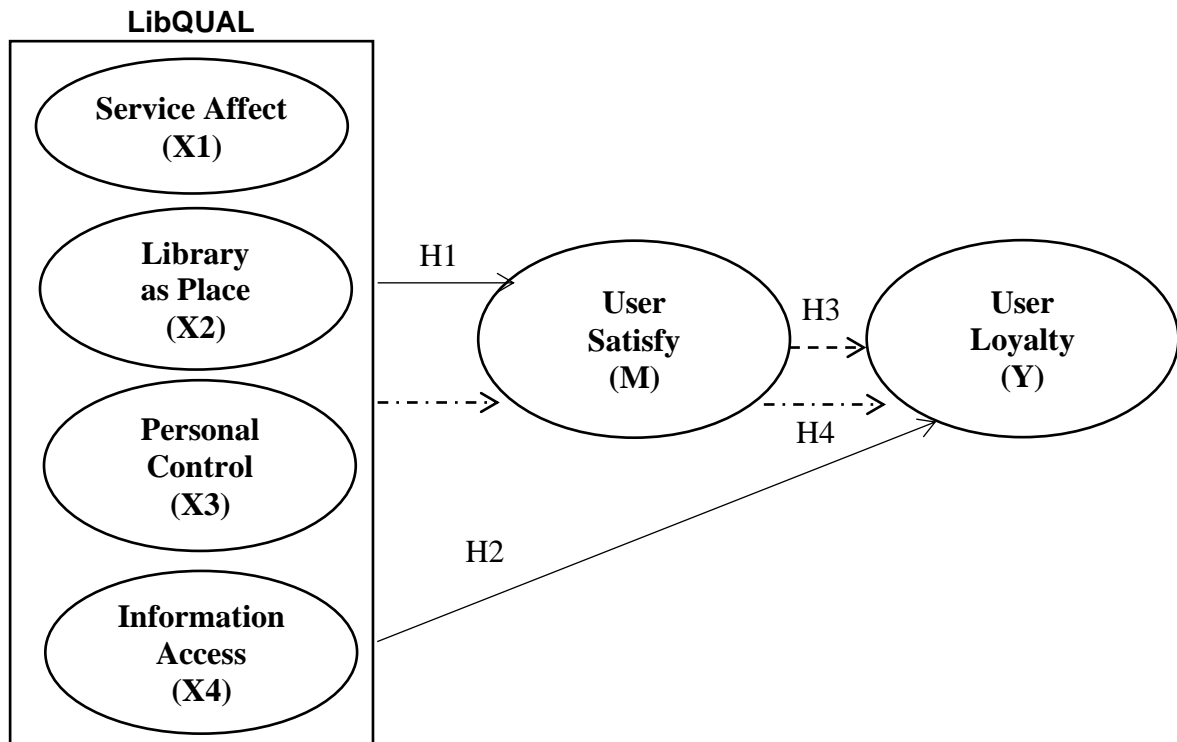 LibQUAL
Service Affect
(X1)
Library
as Place
(X2)
Personal
Control
(X3)
Information
Access
(X4)
H1
User
Satisfy
(M)
H3
H4
H2
User
Loyalty
(Y)